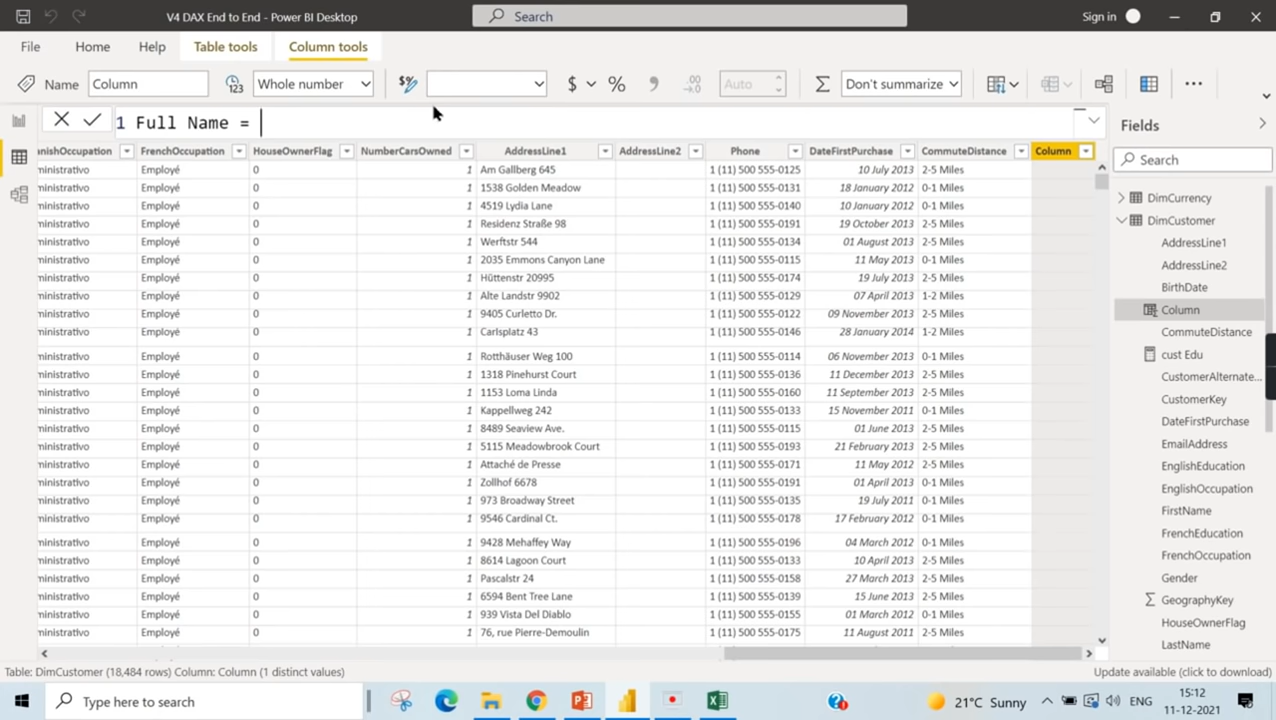 V4 DAX End to End - Power BI Desktop
Search
Sign in
File Home Help Table tools Column tools
Name Column Whole number $ % Auto Don't summarize
1 Full Name =
nishOccupation FrenchOccupation HouseOwnerFlag NumberCarsOwned AddressLine1 AddressLine2 Phone DateFirstPurchase CommuteDistance Column
ministrativo Employé 0 1 Am Gallberg 645 1 (11) 500 555-0125 10 July 2013 2-5 Miles
ministrativo Employé 0 1 1538 Golden Meadow 1 (11) 500 555-0131 18 January 2012 0-1 Miles
ministrativo Employé 0 1 4519 Lydia Lane 1 (11) 500 555-0140 10 January 2012 0-1 Miles
ministrativo Employé 0 1 Residenz Straße 98 1 (11) 500 555-0191 19 October 2013 2-5 Miles
ministrativo Employé 0 1 Werftstr 544 1 (11) 500 555-0134 01 August 2013 2-5 Miles
ministrativo Employé 0 1 2035 Emmons Canyon Lane 1 (11) 500 555-0115 11 May 2013 0-1 Miles
ministrativo Employé 0 1 Hüttenstr 20995 1 (11) 500 555-0174 19 July 2013 2-5 Miles
ministrativo Employé 0 1 Alte Landstr 9902 1 (11) 500 555-0129 07 April 2013 1-2 Miles
ministrativo Employé 0 1 9405 Curletto Dr. 1 (11) 500 555-0122 09 November 2013 2-5 Miles
ministrativo Employé 0 1 Carlsplatz 43 1 (11) 500 555-0146 28 January 2014 1-2 Miles
ministrativo Employé 0 1 Rotthäuser Weg 100 1 (11) 500 555-0114 06 November 2013 0-1 Miles
ministrativo Employé 0 1 1318 Pinehurst Court 1 (11) 500 555-0136 11 December 2013 2-5 Miles
ministrativo Employé 0 1 1153 Loma Linda 1 (11) 500 555-0160 11 September 2013 2-5 Miles
ministrativo Employé 0 1 Kappellweg 242 1 (11) 500 555-0133 15 November 2011 0-1 Miles
ministrativo Employé 0 1 8489 Seaview Ave. 1 (11) 500 555-0115 01 June 2013 2-5 Miles
ministrativo Employé 0 1 5115 Meadowbrook Court 1 (11) 500 555-0193 21 February 2013 2-5 Miles
ministrativo Employé 0 1 Attaché de Presse 1 (11) 500 555-0171 11 May 2012 2-5 Miles
ministrativo Employé 0 1 Zollhof 6678 1 (11) 500 555-0191 01 April 2013 0-1 Miles
ministrativo Employé 0 1 973 Broadway Street 1 (11) 500 555-0135 19 July 2011 0-1 Miles
ministrativo Employé 0 1 9546 Cardinal Ct. 1 (11) 500 555-0178 17 February 2012 0-1 Miles
ministrativo Employé 0 1 9428 Mehaffey Way 1 (11) 500 555-0196 04 March 2012 0-1 Miles
ministrativo Employé 0 1 8614 Lagoon Court 1 (11) 500 555-0133 10 April 2013 2-5 Miles
ministrativo Employé 0 1 Pascalstr 24 1 (11) 500 555-0158 27 March 2013 2-5 Miles
ministrativo Employé 0 1 6594 Bent Tree Lane 1 (11) 500 555-0139 15 June 2013 2-5 Miles
ministrativo Employé 0 1 939 Vista Del Diablo 1 (11) 500 555-0155 01 March 2012 0-1 Miles
ministrativo Employé 0 1 76, rue Pierre-Demoulin 1 (11) 500 555-0175 11 August 2011 2-5 Miles
Fields
Search
DimCurrency
DimCustomer
AddressLine1
AddressLine2
BirthDate
Column
CommuteDistance
cust Edu
CustomerAlternate...
CustomerKey
DateFirstPurchase
EmailAddress
EnglishEducation
EnglishOccupation
FirstName
FrenchEducation
FrenchOccupation
Gender
GeographyKey
HouseOwnerFlag
LastName
Table: DimCustomer (18,484 rows) Column: Column (1 distinct values)
Update available (click to download)
Type here to search
21°C Sunny
ENG
15:12
11-12-2021